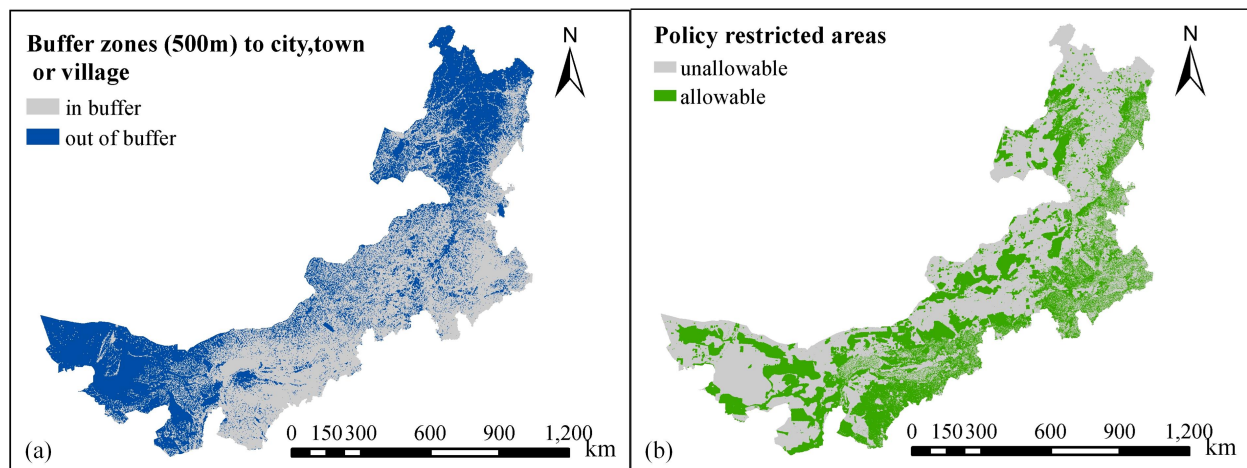 Buffer zones (500m) to city,town
or village
in buffer
out of buffer
N
0 150 300 600 900 1,200
km
(a)
Policy restricted areas
unallowable
allowable
N
0 150 300 600 900 1,200
km
(b)